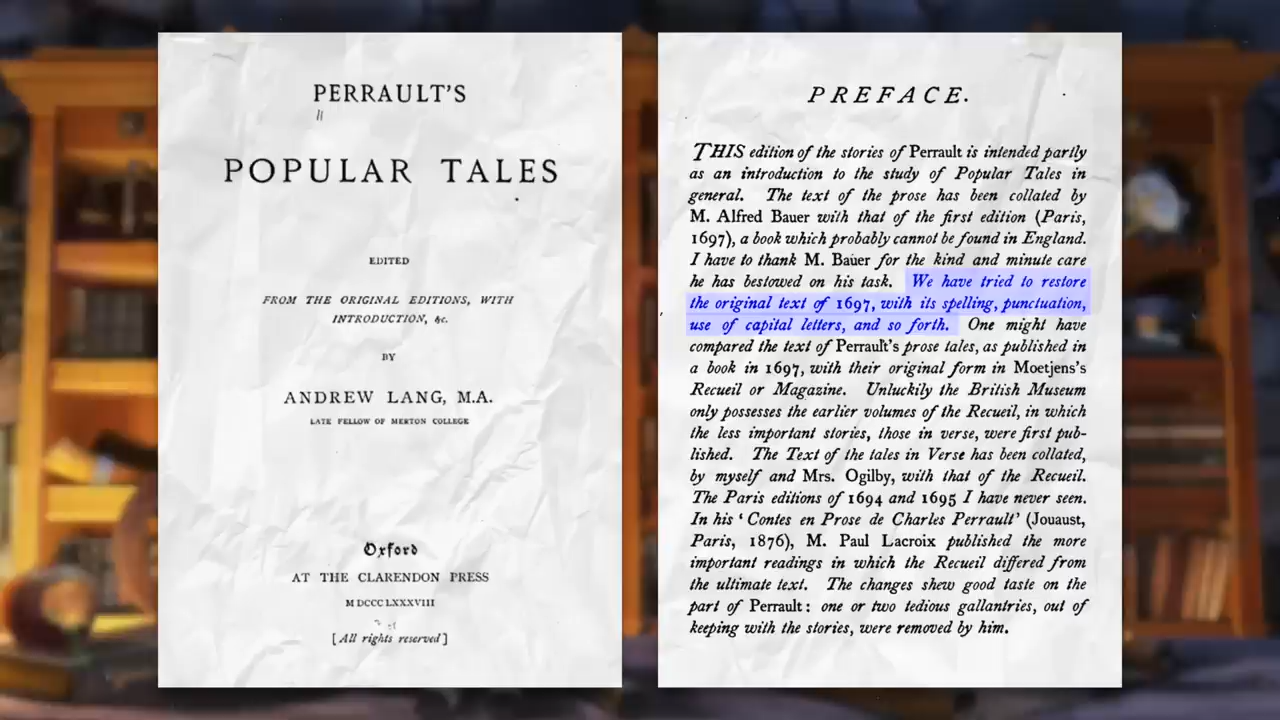 PERRAULT'S
POPULAR TALES
EDITED
FROM THE ORIGINAL EDITIONS, WITH
INTRODUCTION, &c.
BY
ANDREW LANG, M.A.
LATE FELLOW OF MERTON COLLEGE
Oxford
AT THE CLARENDON PRESS
M DCCC LXXXVIII
[All rights reserved]
PREFACE.
THIS edition of the stories of Perrault is intended partly
as an introduction to the study of Popular Tales in
general. The text of the prose has been collated by
M. Alfred Bauer with that of the first edition (Paris,
1697), a book which probably cannot be found in England.
I have to thank M. Bauer for the kind and minute care
he has bestowed on his task. We have tried to restore
the original text of 1697, with its spelling, punctuation,
use of capital letters, and so forth. One might have
compared the text of Perrault's prose tales, as published in
a book in 1697, with their original form in Moetjens's
Recueil or Magazine. Unluckily the British Museum
only possesses the earlier volumes of the Recueil, in which
the less important stories, those in verse, were first pub-
lished. The Text of the tales in Verse has been collated,
by myself and Mrs. Ogilby, with that of the Recueil.
The Paris editions of 1694 and 1695 I have never seen.
In his ‘Contes en Prose de Charles Perrault’ (Jouaust,
Paris, 1876), M. Paul Lacroix published the more
important readings in which the Recueil differed from
the ultimate text. The changes shew good taste on the
part of Perrault: one or two tedious gallantries, out of
keeping with the stories, were removed by him.